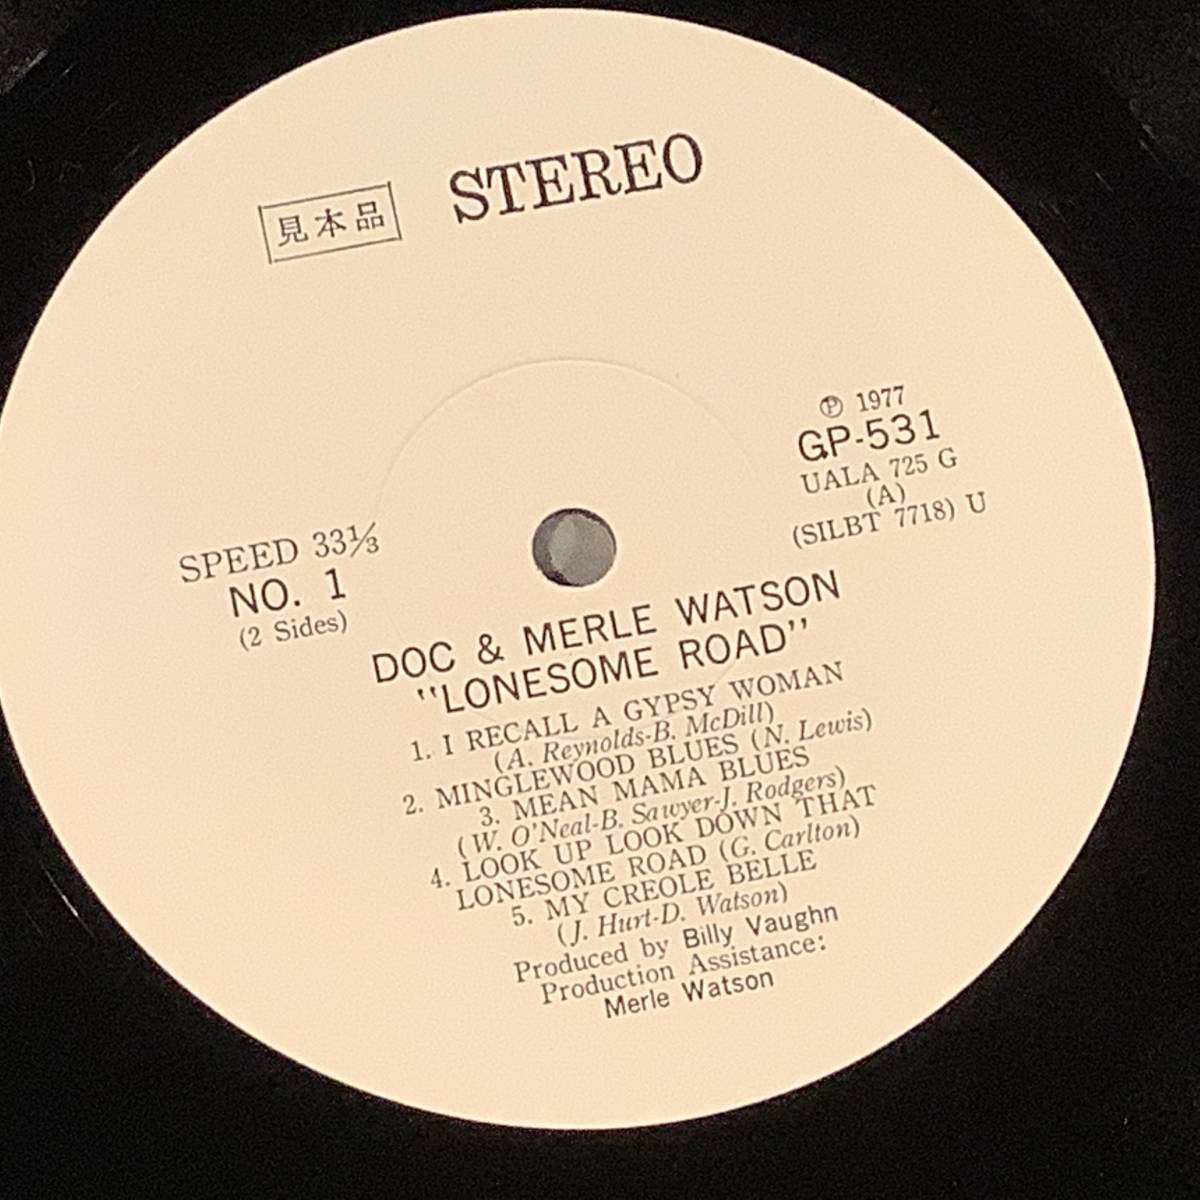 見本品 STEREO
℗ 1977
GP-531
UALA 725 G
(A)
(SILBT 7718) U
SPEED 33⅓
NO. 1
(2 Sides)
DOC & MERLE WATSON
"LONESOME ROAD"
1. I RECALL A GYPSY WOMAN
(A. Reynolds-B. McDill)
2. MINGLEWOOD BLUES (N. Lewis)
3. MEAN MAMA BLUES
(W. O'Neal-B. Sawyer-J. Rodgers)
4. LOOK UP LOOK DOWN THAT
LONESOME ROAD (G. Carlton)
5. MY CREOLE BELLE
(J. Hurt-D. Watson)
Produced by Billy Vaughn
Production Assistance:
Merle Watson